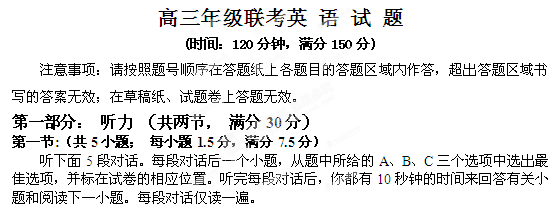 高三年级联考英 语 试 题
(时间：120 分钟，满分 150 分)
注意事项：请按照题号顺序在答题纸上各题目的答题区域内作答，超出答题区域书
写的答案无效；在草稿纸、试题卷上答题无效。
第一部分： 听力 （共两节， 满分 30 分）
第一节：(共 5 小题； 每小题 1.5 分，满分 7.5 分)
听下面 5 段对话。每段对话后一个小题，从题中所给的 A、B、C 三个选项中选出最
佳选项，并标在试卷的相应位置。听完每段对话后，你都有 10 秒钟的时间来回答有关小
题和阅读下一小题。每段对话仅读一遍。